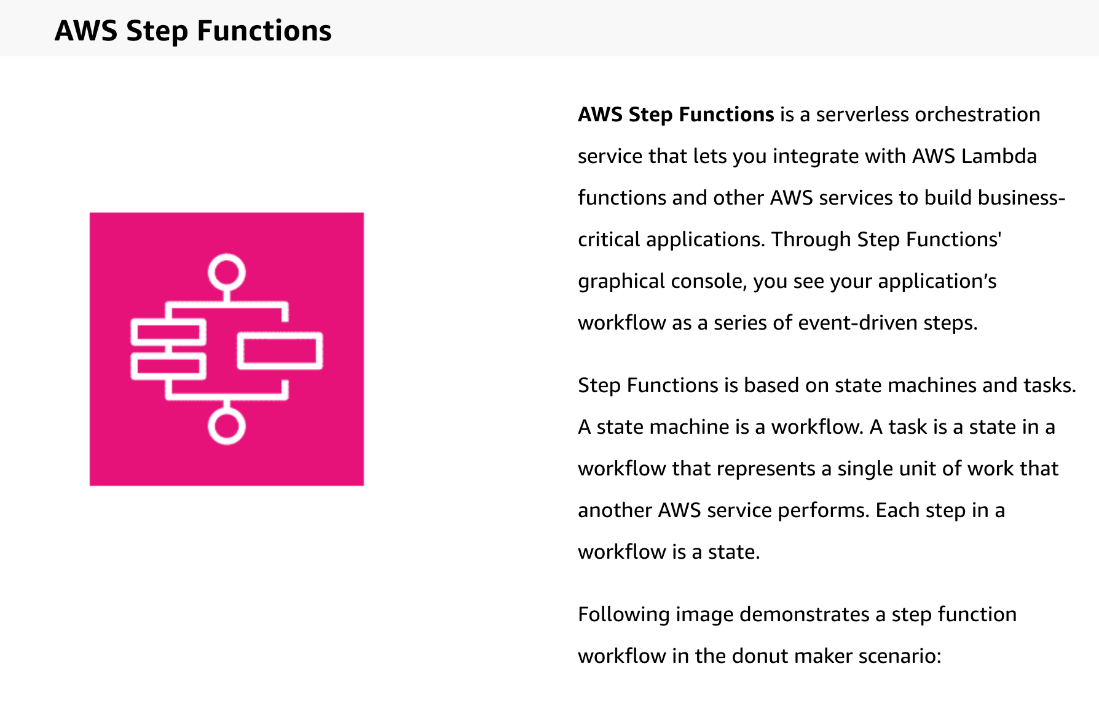 AWS Step Functions
AWS Step Functions is a serverless orchestration
service that lets you integrate with AWS Lambda
functions and other AWS services to build business-
critical applications. Through Step Functions'
graphical console, you see your application’s
workflow as a series of event-driven steps.
Step Functions is based on state machines and tasks.
A state machine is a workflow. A task is a state in a
workflow that represents a single unit of work that
another AWS service performs. Each step in a
workflow is a state.
Following image demonstrates a step function
workflow in the donut maker scenario: